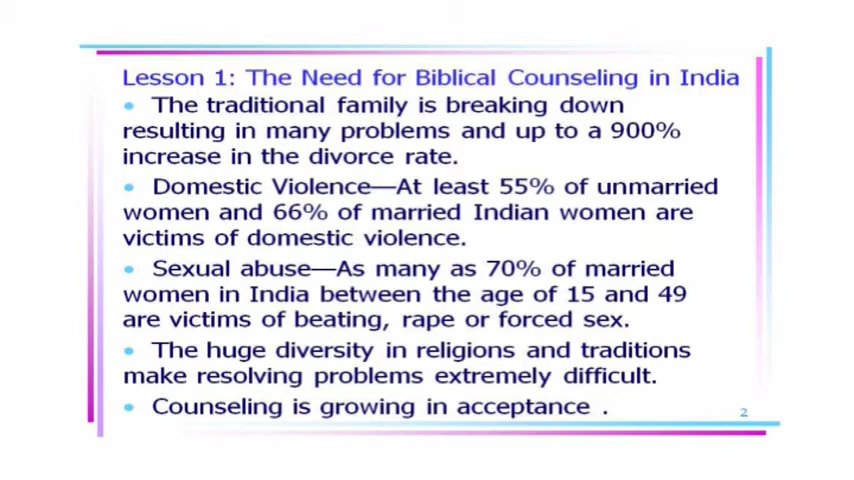 Lesson 1: The Need for Biblical Counseling in India
• The traditional family is breaking down
resulting in many problems and up to a 900%
increase in the divorce rate.
• Domestic Violence—At least 55% of unmarried
women and 66% of married Indian women are
victims of domestic violence.
• Sexual abuse—As many as 70% of married
women in India between the age of 15 and 49
are victims of beating, rape or forced sex.
• The huge diversity in religions and traditions
make resolving problems extremely difficult.
• Counseling is growing in acceptance .
2